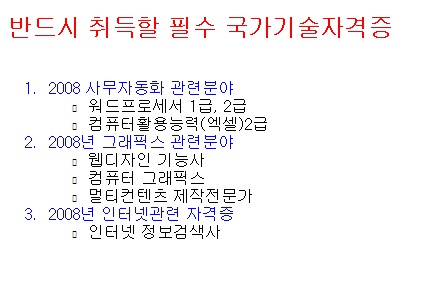 반드시 취득할 필수 국가기술자격증
1. 2008 사무자동화 관련분야
▯ 워드프로세서 1급, 2급
▯ 컴퓨터활용능력(엑셀)2급
2. 2008년 그래픽스 관련분야
▯ 웹디자인 기능사
▯ 컴퓨터 그래픽스
▯ 멀티컨텐츠 제작전문가
3. 2008년 인터넷관련 자격증
▯ 인터넷 정보검색사